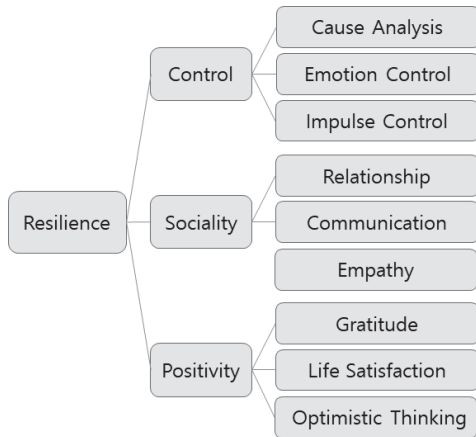 Resilience
Control
Cause Analysis
Emotion Control
Impulse Control
Sociality
Relationship
Communication
Empathy
Positivity
Gratitude
Life Satisfaction
Optimistic Thinking